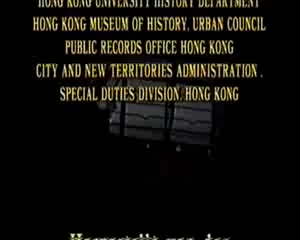 HONG KONG UNIVERSITY HISTORY DEPARTMENT
HONG KONG MUSEUM OF HISTORY, URBAN COUNCIL
PUBLIC RECORDS OFFICE HONG KONG
CITY AND NEW TERRITORIES ADMINISTRATION,
SPECIAL DUTIES DIVISION, HONG KONG